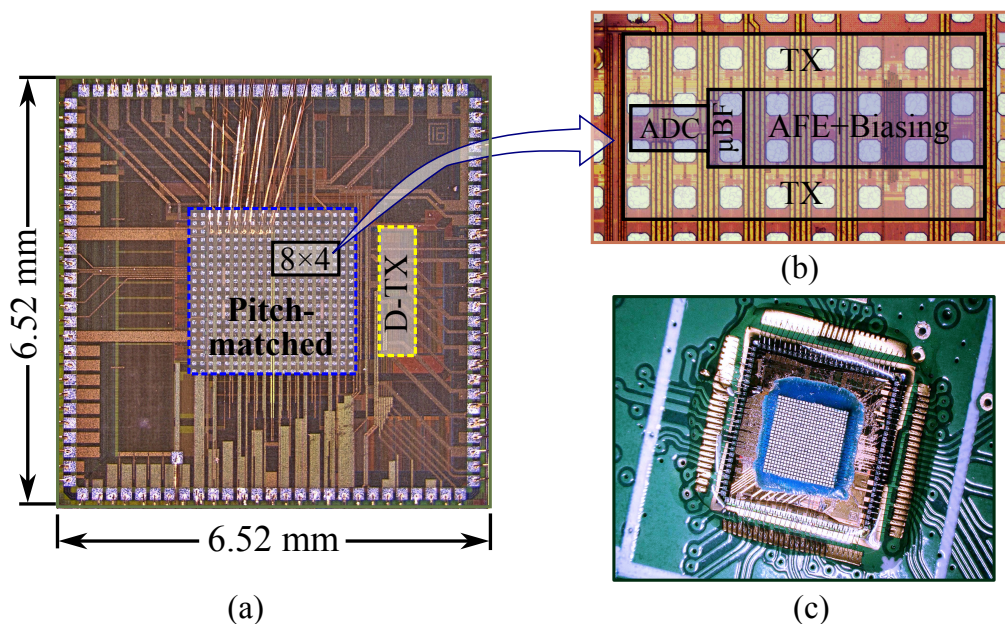 6.52 mm
8×4
D-TX
Pitch-
matched
6.52 mm
(a)
TX
ADC
μBF
AFE+Biasing
TX
(b)
(c)